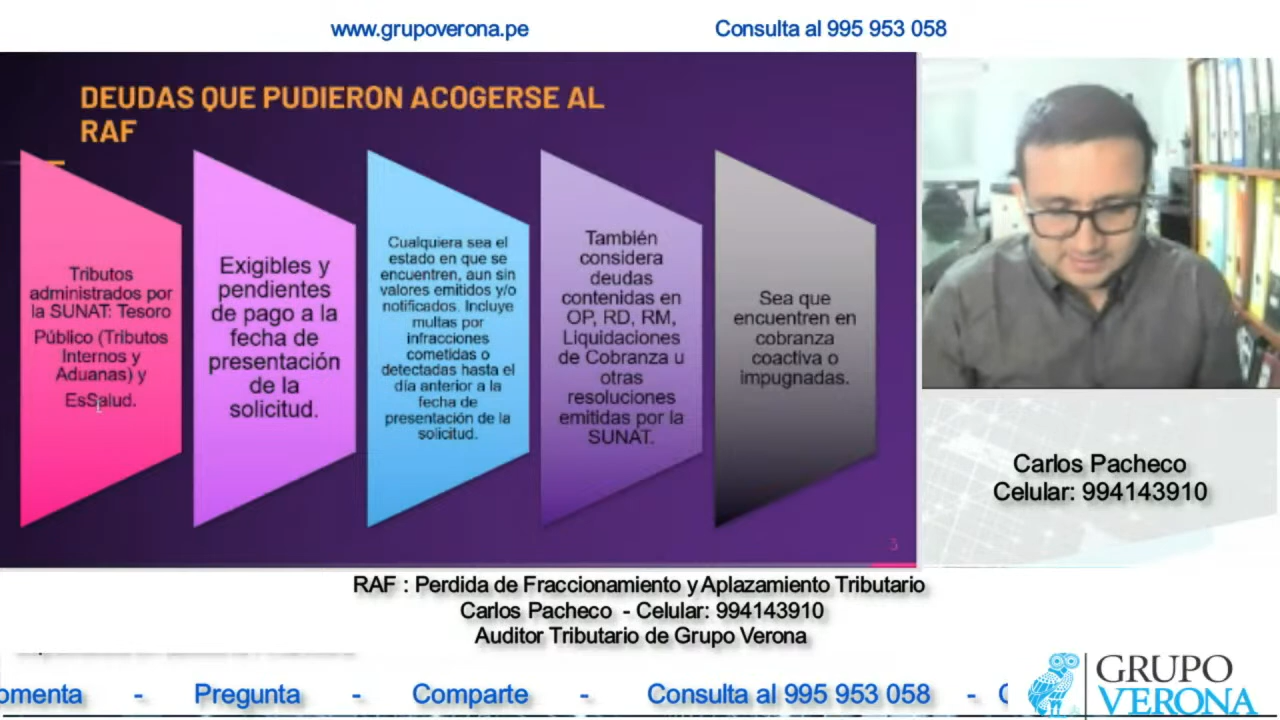 www.grupoverona.pe
Consulta al 995 953 058
DEUDAS QUE PUDIERON ACOGERSE AL
RAF
Tributos
administrados por
la SUNAT: Tesoro
Público (Tributos
Internos y
Aduanas) y
EsSalud.
Exigibles y
pendientes
de pago a la
fecha de
presentación
de la
solicitud.
Cualquiera sea el
estado en que se
encuentren, aun sin
valores emitidos y/o
notificados. Incluye
multas por
infracciones
cometidas o
detectadas hasta el
día anterior a la
fecha de
presentación de la
solicitud.
También
considera
deudas
contenidas en
OP, RD, RM,
Liquidaciones
de Cobranza u
otras
resoluciones
emitidas por la
SUNAT.
Sea que
encuentren en
cobranza
coactiva o
impugnadas.
3
Carlos Pacheco
Celular: 994143910
RAF : Perdida de Fraccionamiento y Aplazamiento Tributario
Carlos Pacheco - Celular: 994143910
Auditor Tributario de Grupo Verona
omenta - Pregunta - Comparte - Consulta al 995 953 058 -
GRUPO
VERONA